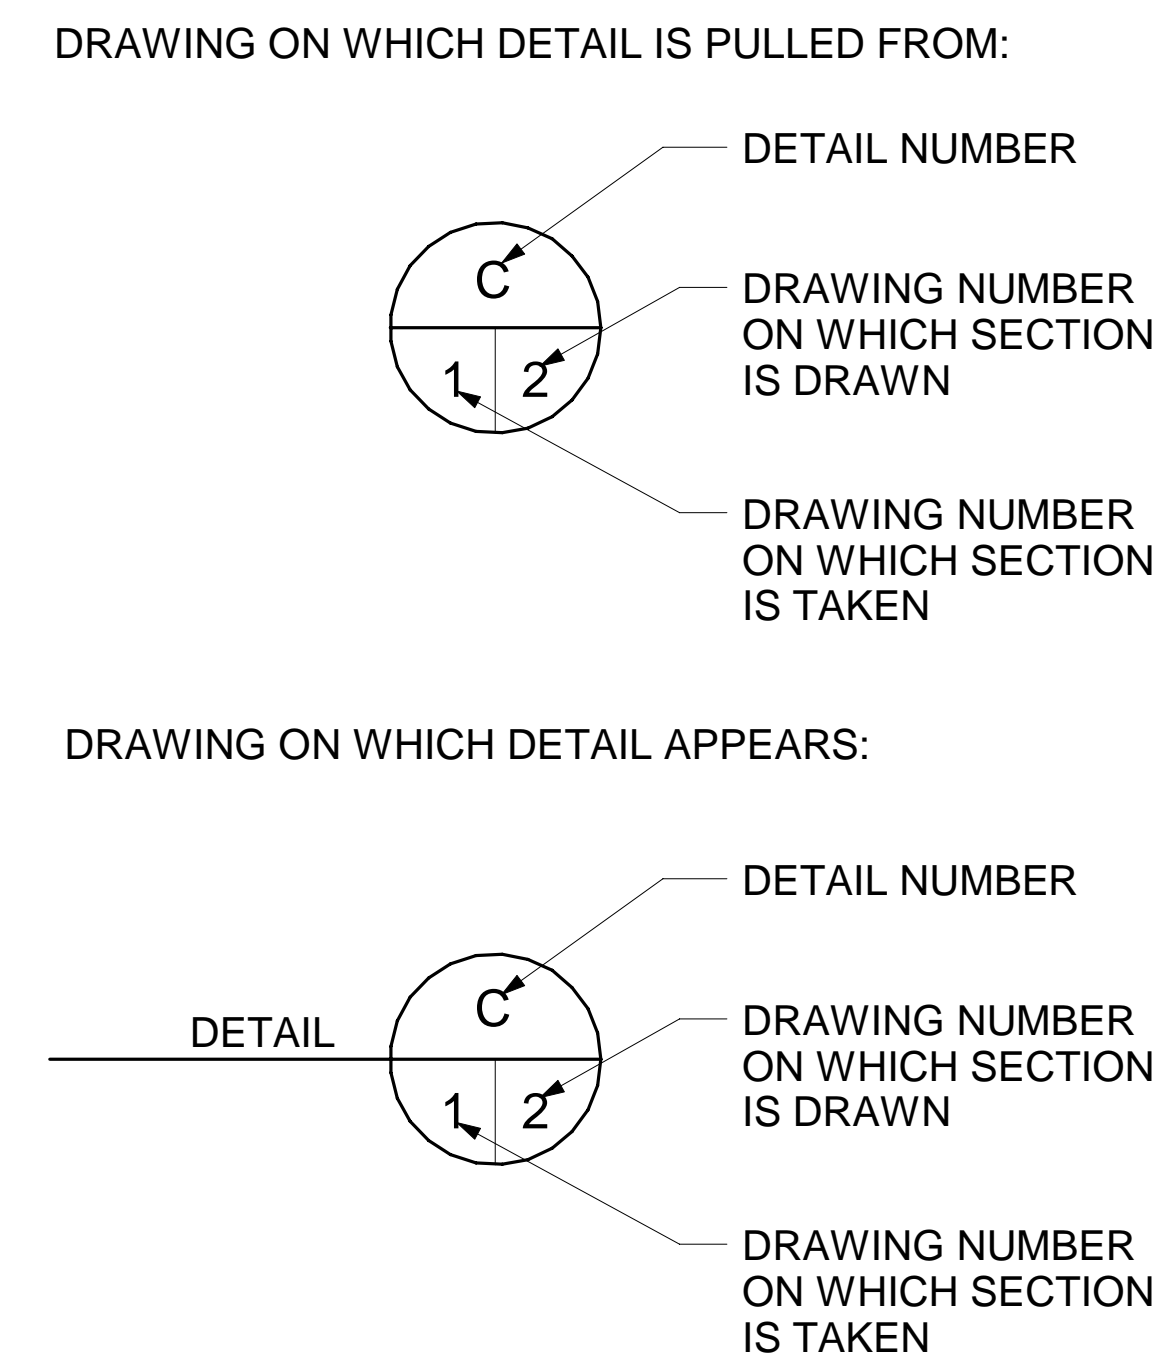 DRAWING ON WHICH DETAIL IS PULLED FROM:
DETAIL NUMBER
C
DRAWING NUMBER
ON WHICH SECTION
IS DRAWN
1 2
DRAWING NUMBER
ON WHICH SECTION
IS TAKEN
DRAWING ON WHICH DETAIL APPEARS:
DETAIL NUMBER
C
DETAIL
DRAWING NUMBER
ON WHICH SECTION
IS DRAWN
1 2
DRAWING NUMBER
ON WHICH SECTION
IS TAKEN